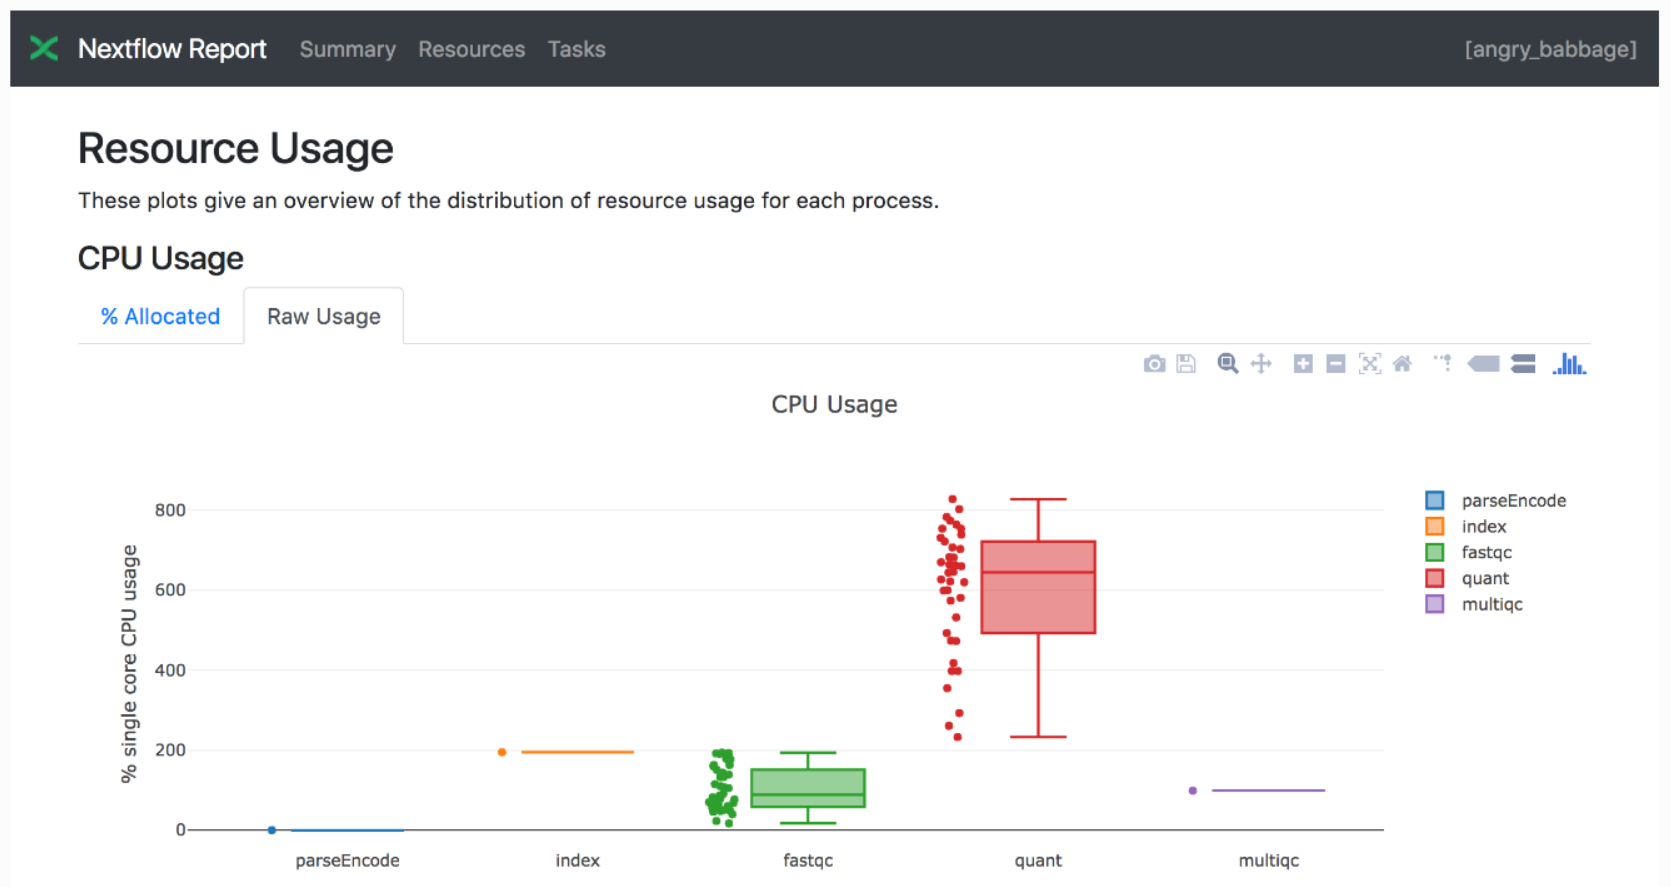 Nextflow Report Summary Resources Tasks [angry_babbage]
Resource Usage
These plots give an overview of the distribution of resource usage for each process.
CPU Usage
% Allocated Raw Usage
CPU Usage
% single core CPU usage
800
600
400
200
0
parseEncode index fastqc quant multiqc
parseEncode
index
fastqc
quant
multiqc